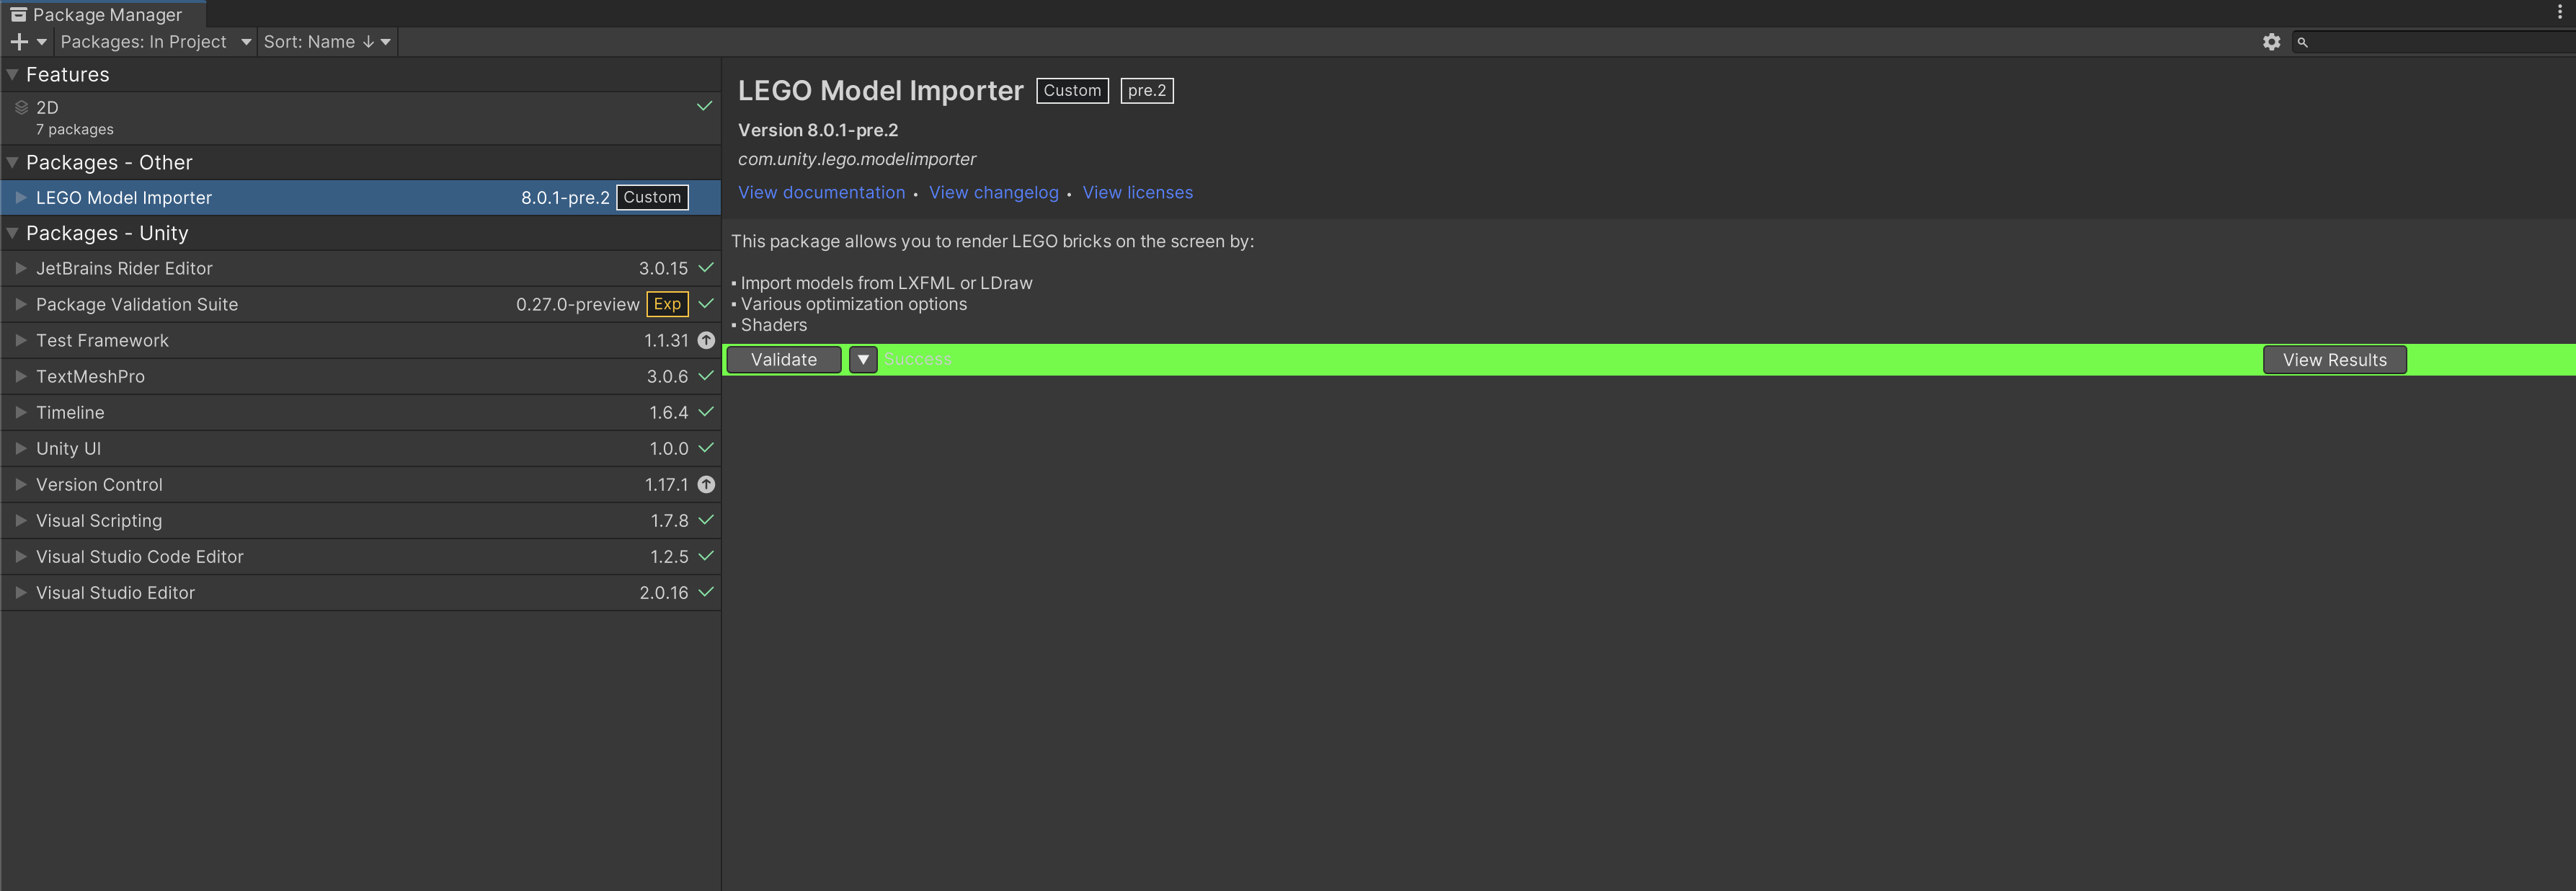 Package Manager
Packages: In Project
Sort: Name ↓
Features
2D
7 packages
Packages - Other
LEGO Model Importer 8.0.1-pre.2 Custom
Packages - Unity
JetBrains Rider Editor 3.0.15
Package Validation Suite 0.27.0-preview Exp
Test Framework 1.1.31
TextMeshPro 3.0.6
Timeline 1.6.4
Unity UI 1.0.0
Version Control 1.17.1
Visual Scripting 1.7.8
Visual Studio Code Editor 1.2.5
Visual Studio Editor 2.0.16
LEGO Model Importer Custom pre.2
Version 8.0.1-pre.2
com.unity.lego.modelimporter
View documentation • View changelog • View licenses
This package allows you to render LEGO bricks on the screen by:
▪ Import models from LXFML or LDraw
▪ Various optimization options
▪ Shaders
Validate Success View Results